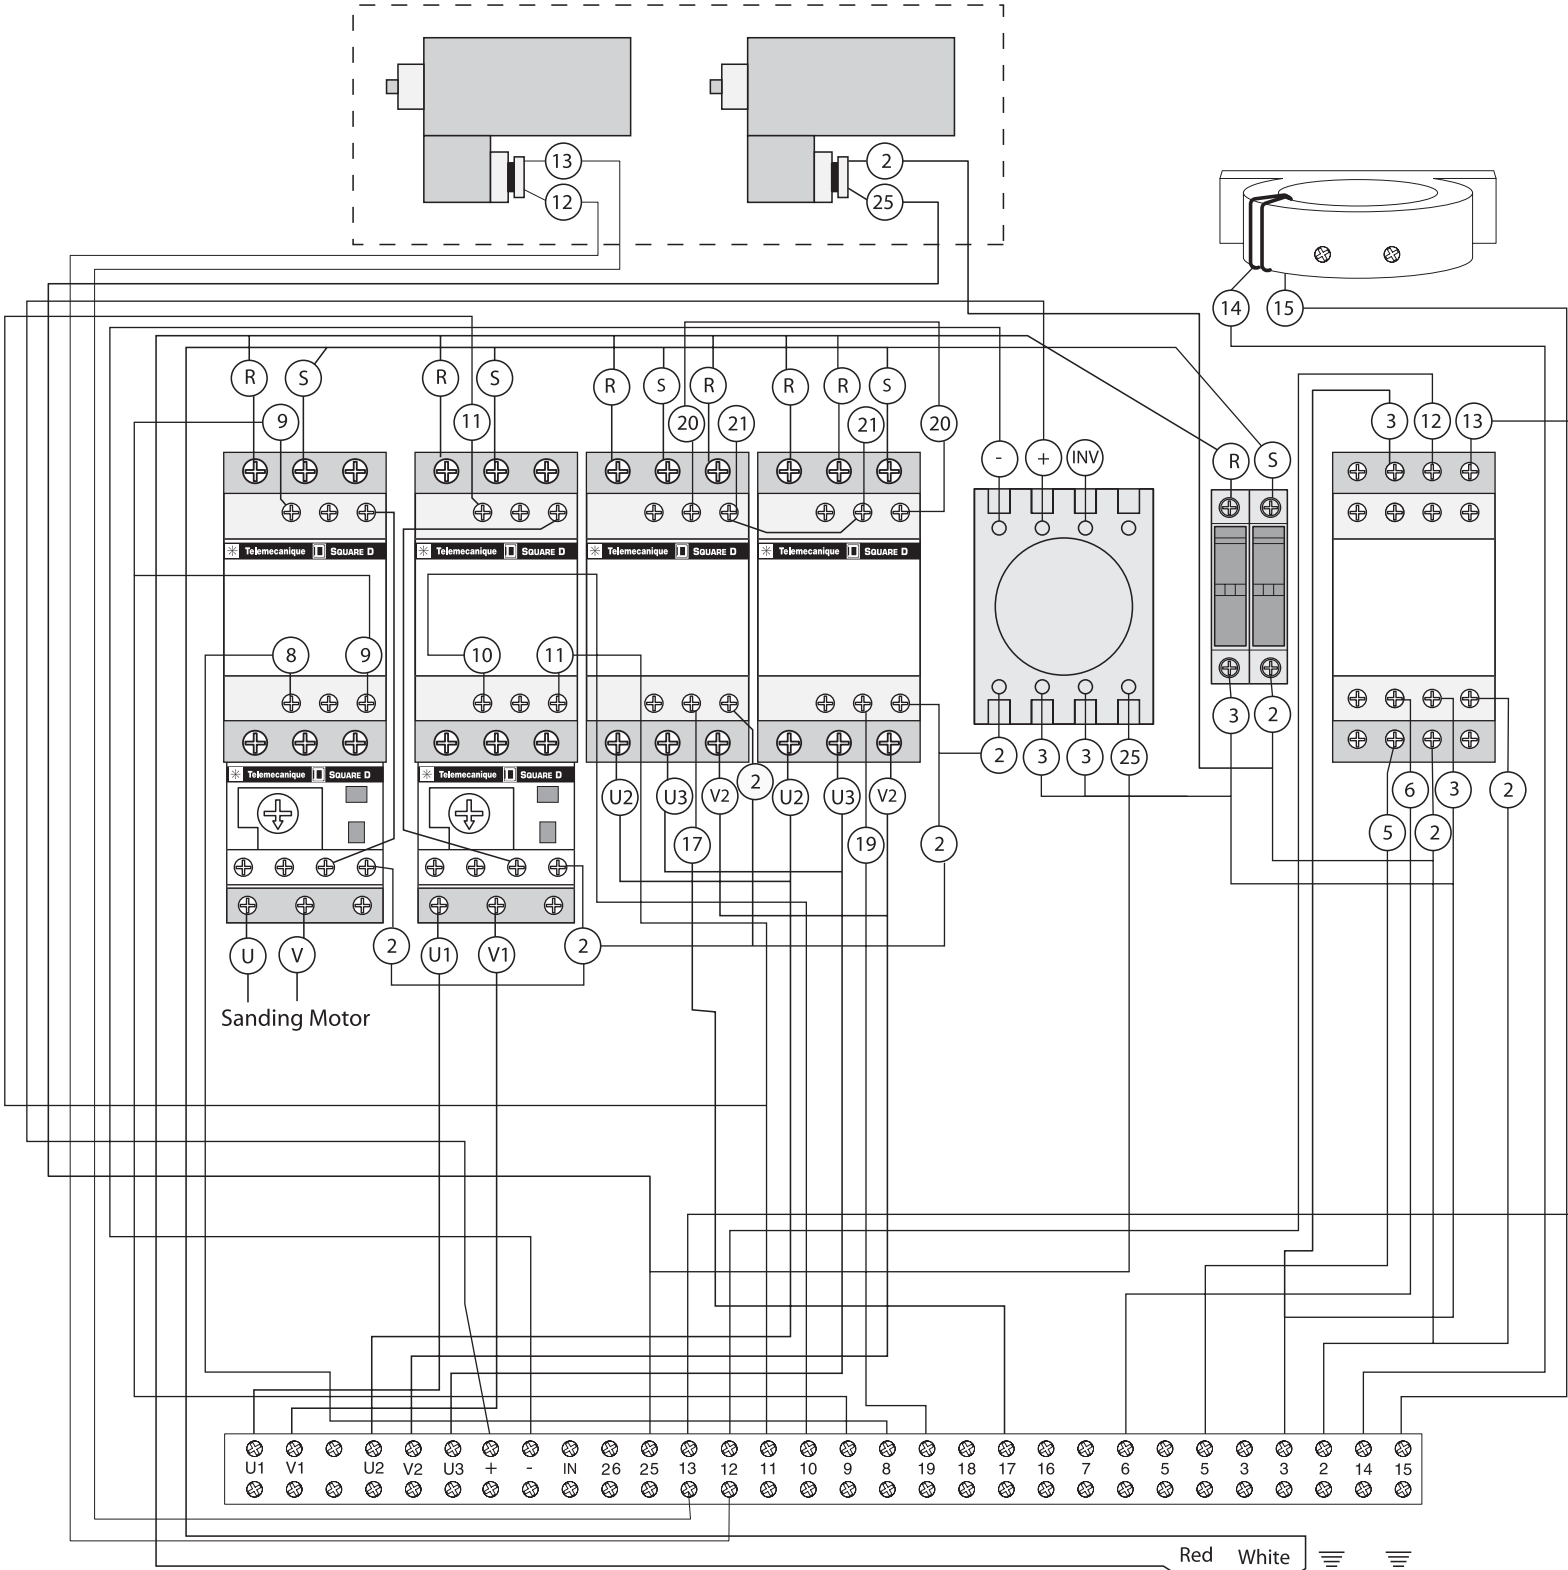 13
2
12
25
14 15
R S R S R S R R R S
9 11 20 21 21 20 3 12 13
- + INV R S
Telemecanique SQUARE D Telemecanique SQUARE D Telemecanique SQUARE D Telemecanique SQUARE D
8 9 10 11
3 2
2 3 3 25
Telemecanique SQUARE D Telemecanique SQUARE D
U2 U3 V2 2 U2 U3 V2 6 3 2
17 19 2 5 2
U V 2 U1 V1 2
Sanding Motor
U1 V1 U2 V2 U3 + - IN 26 25 13 12 11 10 9 8 19 18 17 16 7 6 5 5 3 3 2 14 15
Red White